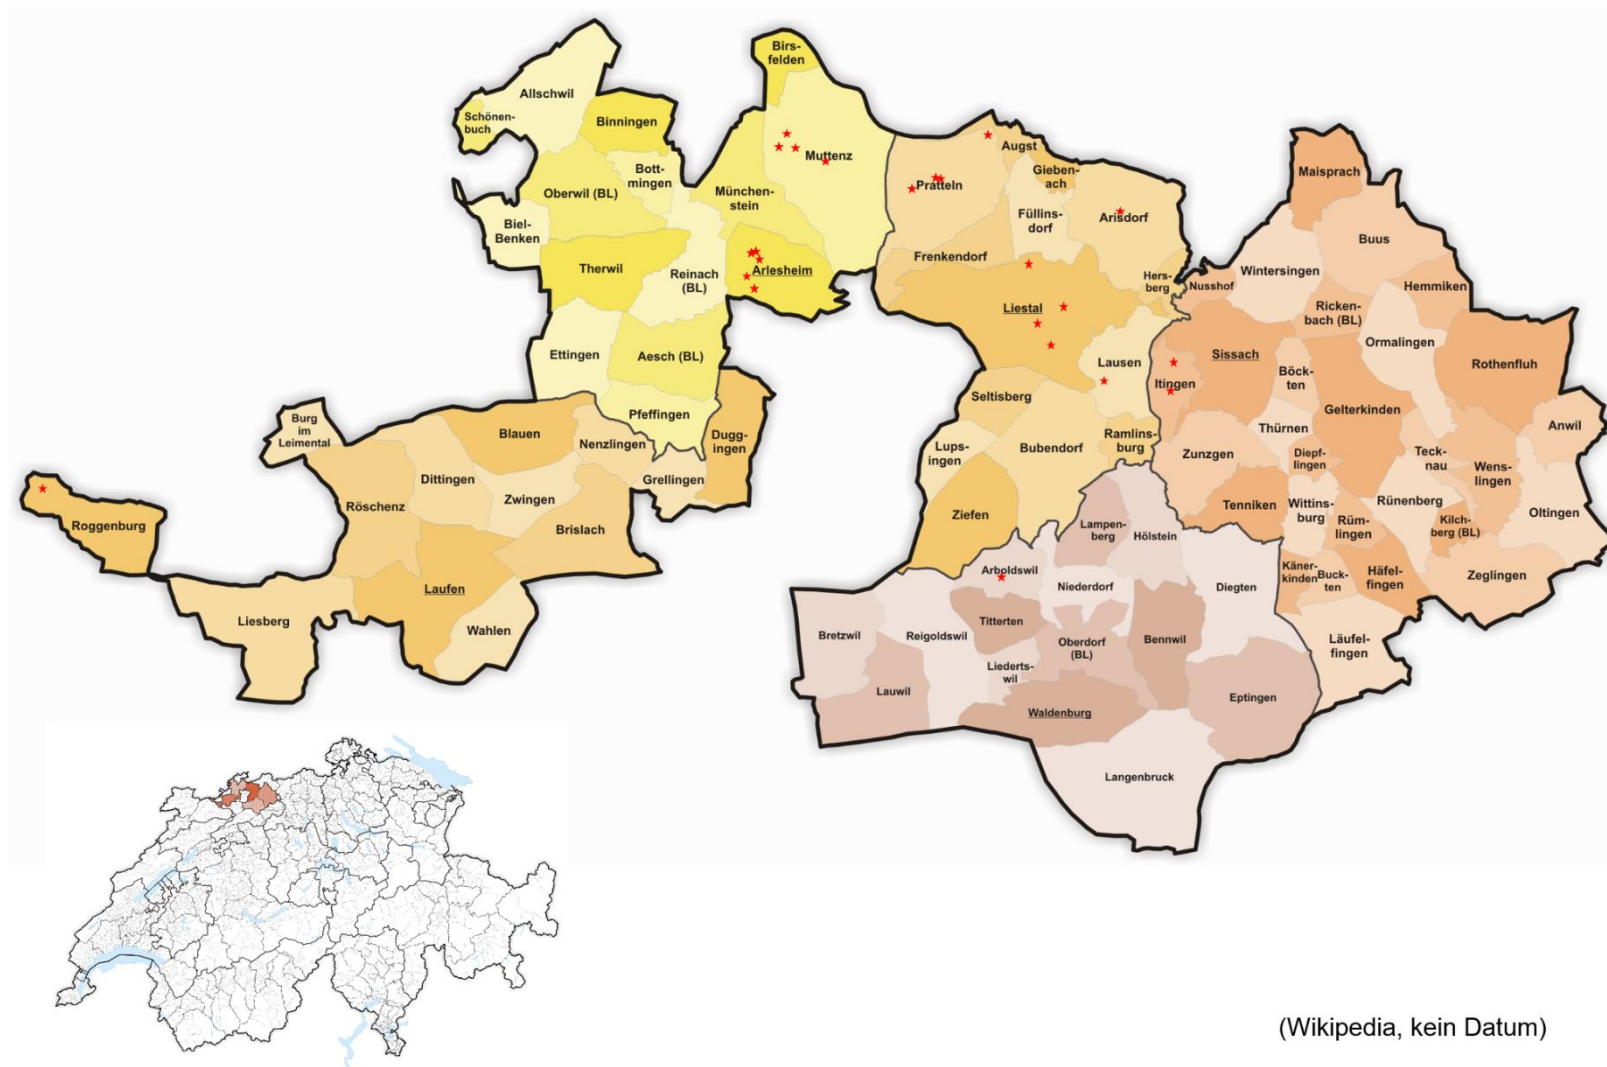 Birs-
felden
Allschwil
Schönen-
buch
Binningen
Muttenz
Augst
Bott-
mingen
Pratteln
Gieben-
ach
Maisprach
Oberwil (BL)
München-
stein
Füllins-
dorf
Arisdorf
Biel-
Benken
Buus
Therwil
Reinach
(BL)
Arlesheim
Frenkendorf
Wintersingen
Hers-
berg
Nusshof
Hemmiken
Liestal
Ricken-
bach (BL)
Ormalingen
Ettingen
Aesch (BL)
Lausen
Sissach
Rothenfluh
Itingen
Böck-
ten
Seltisberg
Gelterkinden
Pfeffingen
Burg
im
Leimental
Blauen
Nenzlingen
Dugg-
ingen
Lups-
ingen
Bubendorf
Ramlins-
burg
Thürnen
Anwil
Zunzgen
Diepf-
lingen
Teck-
nau
Wens-
lingen
Dittingen
Grellingen
Zwingen
Röschenz
Roggenburg
Brislach
Ziefen
Lampen-
berg
Hölstein
Tenniken
Wittins-
burg
Rünenberg
Rüm-
lingen
Kilch-
berg (BL)
Oltingen
Laufen
Arboldswil
Niederdorf
Diegten
Känerkinden
Buck-
ten
Häfel-
fingen
Zeglingen
Liesberg
Wahlen
Bretzwil
Reigoldswil
Titterten
Oberdorf
(BL)
Bennwil
Läufel-
fingen
Lauwil
Liederts-
wil
Waldenburg
Eptingen
Langenbruck
(Wikipedia, kein Datum)